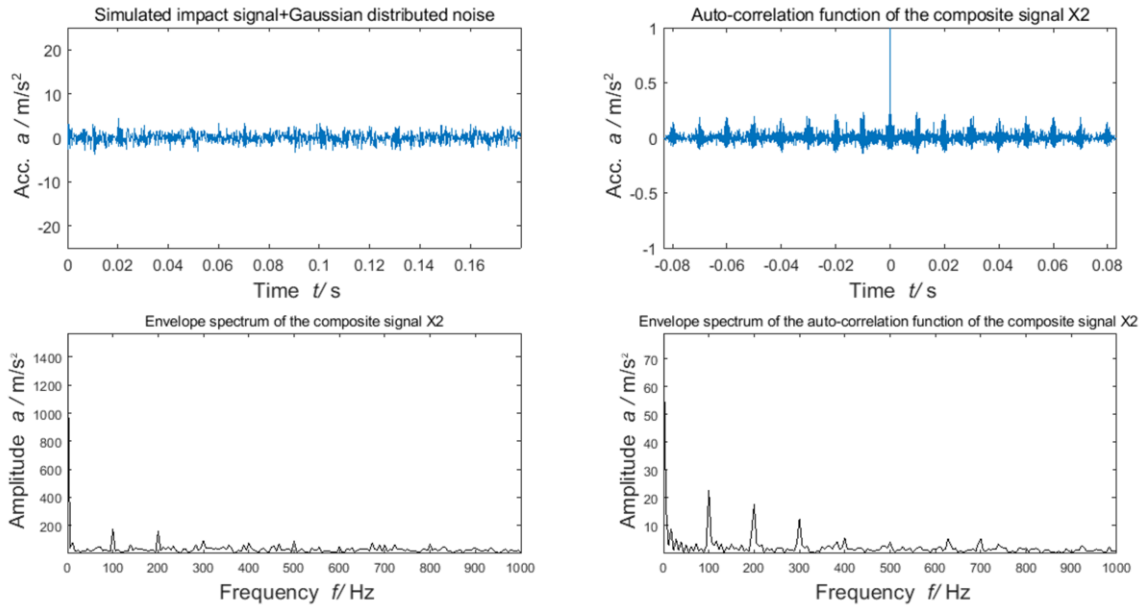 Simulated impact signal+Gaussian distributed noise
Acc. a / m/s²
20
10
0
-10
-20
0 0.02 0.04 0.06 0.08 0.1 0.12 0.14 0.16
Time t/ s
Auto-correlation function of the composite signal X2
Acc. a / m/s²
1
0.5
0
-0.5
-1
-0.08 -0.06 -0.04 -0.02 0 0.02 0.04 0.06 0.08
Time t/ s
Envelope spectrum of the composite signal X2
Amplitude a / m/s²
1400
1200
1000
800
600
400
200
0 100 200 300 400 500 600 700 800 900 1000
Frequency f/ Hz
Envelope spectrum of the auto-correlation function of the composite signal X2
Amplitude a / m/s²
70
60
50
40
30
20
10
0 100 200 300 400 500 600 700 800 900 1000
Frequency f/ Hz